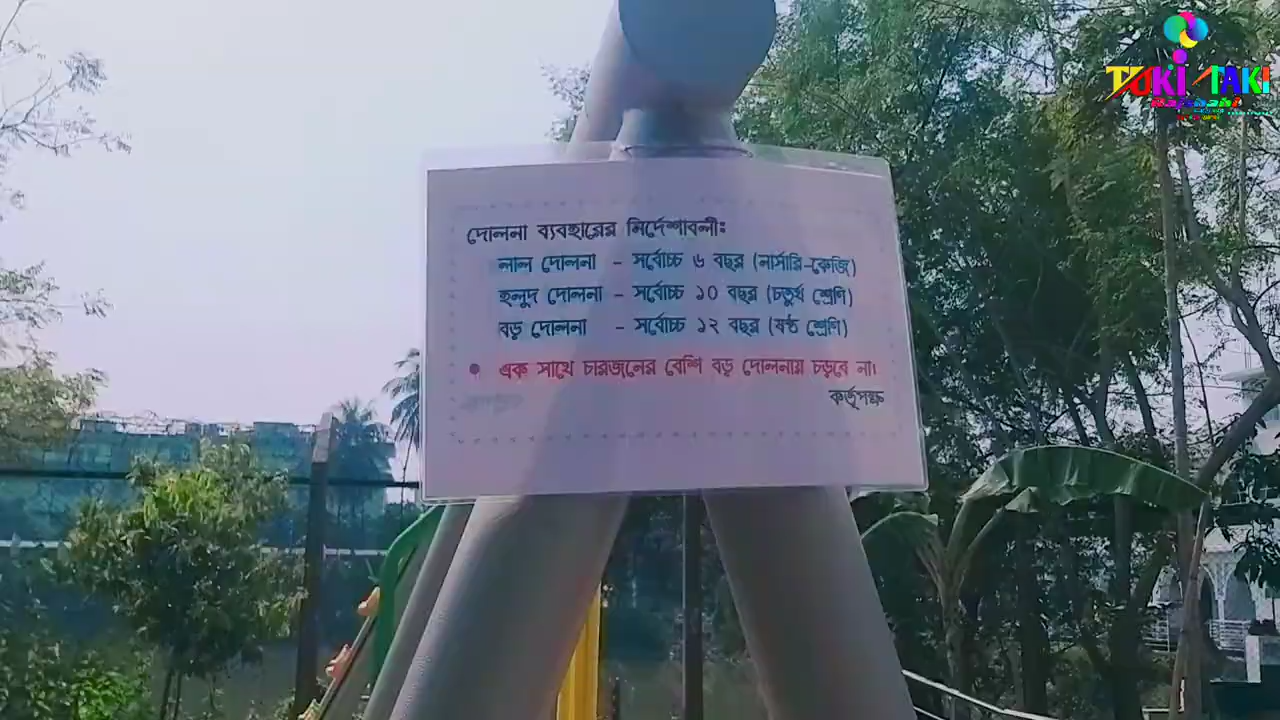 TUKI TAKI
দোলনা ব্যবহারের নির্দেশাবলীঃ
লাল দোলনা - সর্বোচ্চ ৬ বছর (নার্সারি-কেজি)
হলুদ দোলনা - সর্বোচ্চ ১০ বছর (চতুর্থ শ্রেণি)
বড় দোলনা - সর্বোচ্চ ১২ বছর (ষষ্ঠ শ্রেণি)
● এক সাথে চারজনের বেশি বড় দোলনায় চড়বে না।
কর্তৃপক্ষ